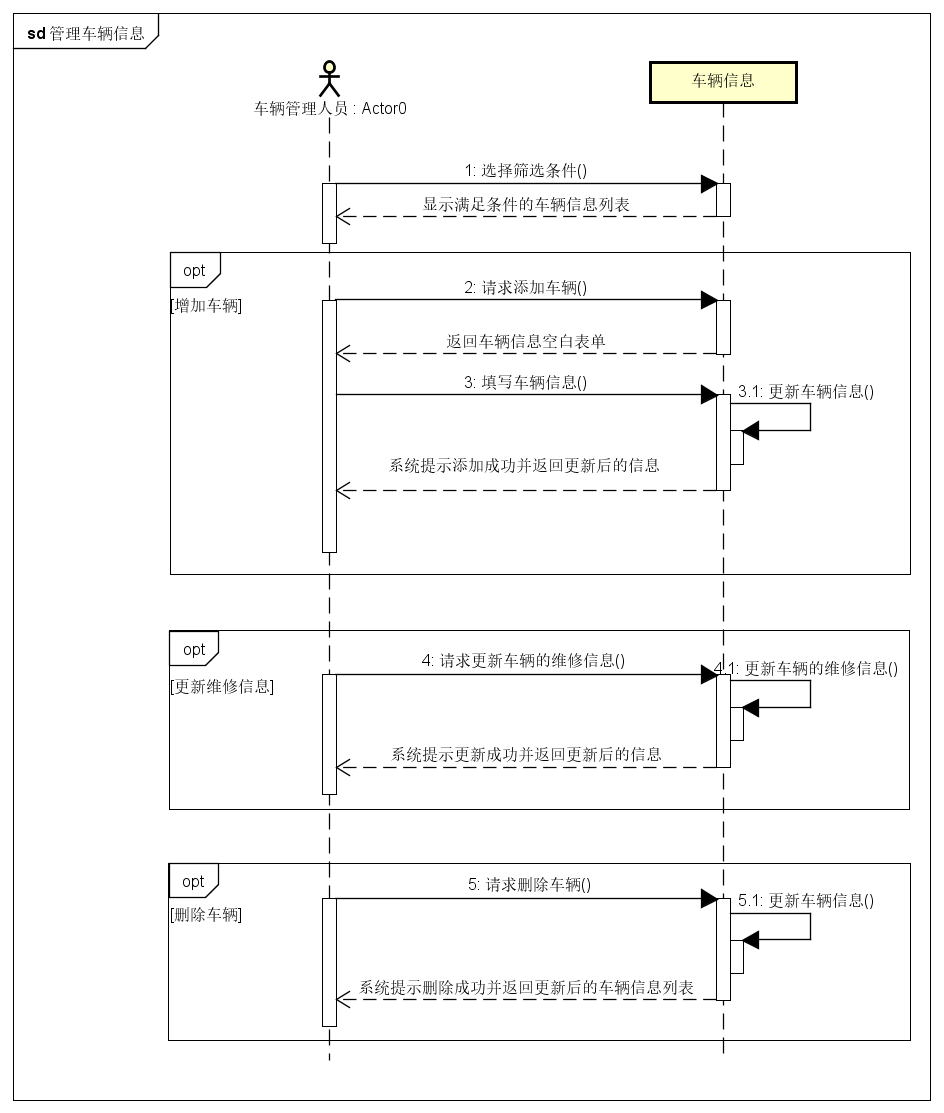 sd 管理车辆信息
车辆管理人员 : Actor0
车辆信息
1: 选择筛选条件()
显示满足条件的车辆信息列表
opt
[增加车辆]
2: 请求添加车辆()
返回车辆信息空白表单
3: 填写车辆信息()
3.1: 更新车辆信息()
系统提示添加成功并返回更新后的信息
opt
[更新维修信息]
4: 请求更新车辆的维修信息()
4.1: 更新车辆的维修信息()
系统提示更新成功并返回更新后的信息
opt
[删除车辆]
5: 请求删除车辆()
5.1: 更新车辆信息()
系统提示删除成功并返回更新后的车辆信息列表